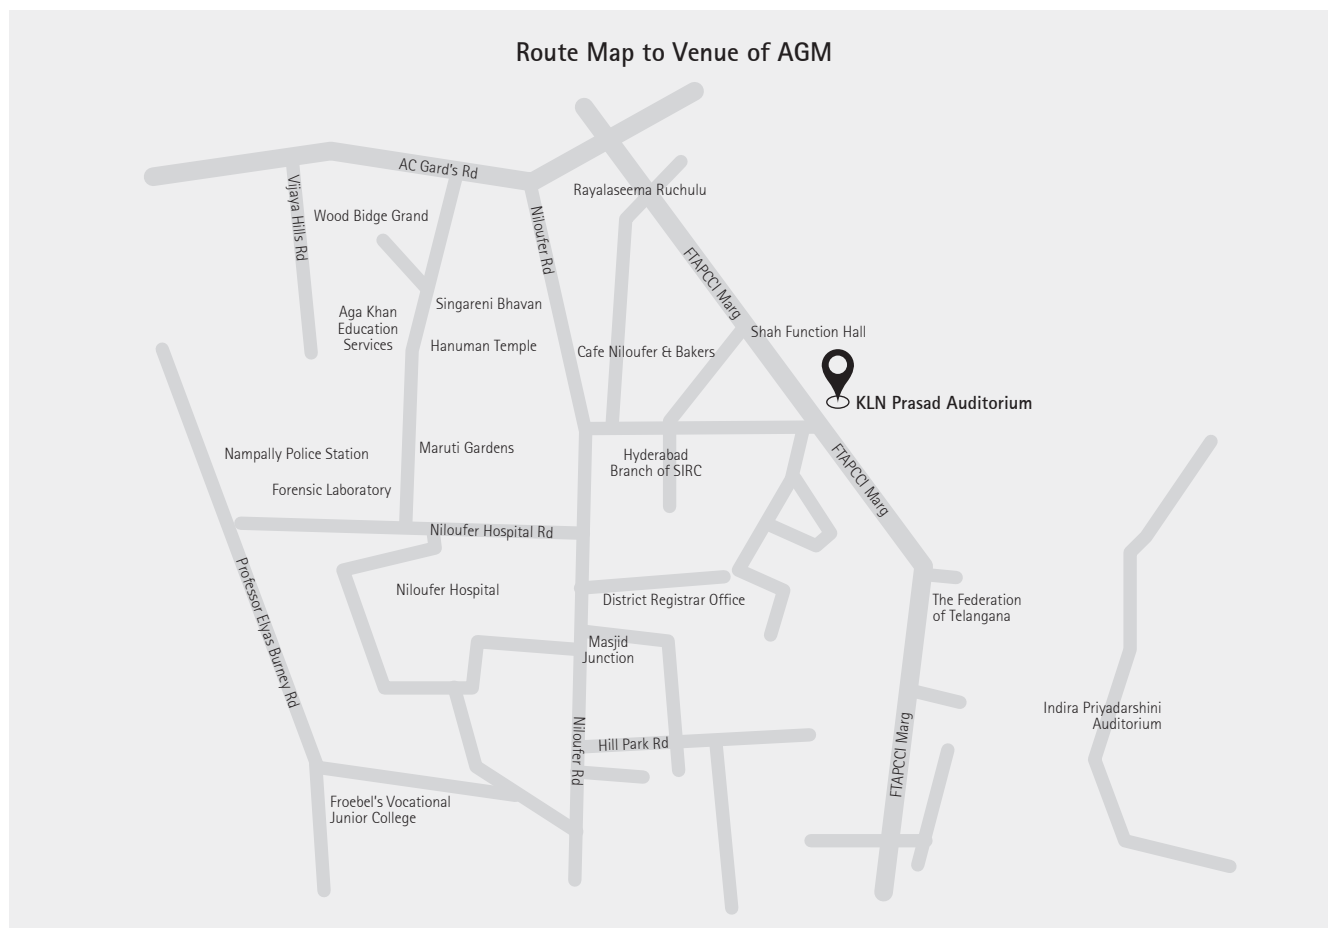 Route Map to Venue of AGM
AC Gard's Rd
Rayalaseema Ruchulu
Vijaya Hills Rd
Wood Bidge Grand
Niloufer Rd
FTAPCCI Marg
Singareni Bhavan
Aga Khan
Education
Services
Shah Function Hall
Hanuman Temple
Cafe Niloufer & Bakers
KLN Prasad Auditorium
Maruti Gardens
Nampally Police Station
Hyderabad
Branch of SIRC
FTAPCCI Marg
Forensic Laboratory
Niloufer Hospital Rd
Professor Elyas Burney Rd
Niloufer Hospital
District Registrar Office
The Federation
of Telangana
Masjid
Junction
Indira Priyadarshini
Auditorium
Niloufer Rd
Hill Park Rd
FTAPCCI Marg
Froebel's Vocational
Junior College